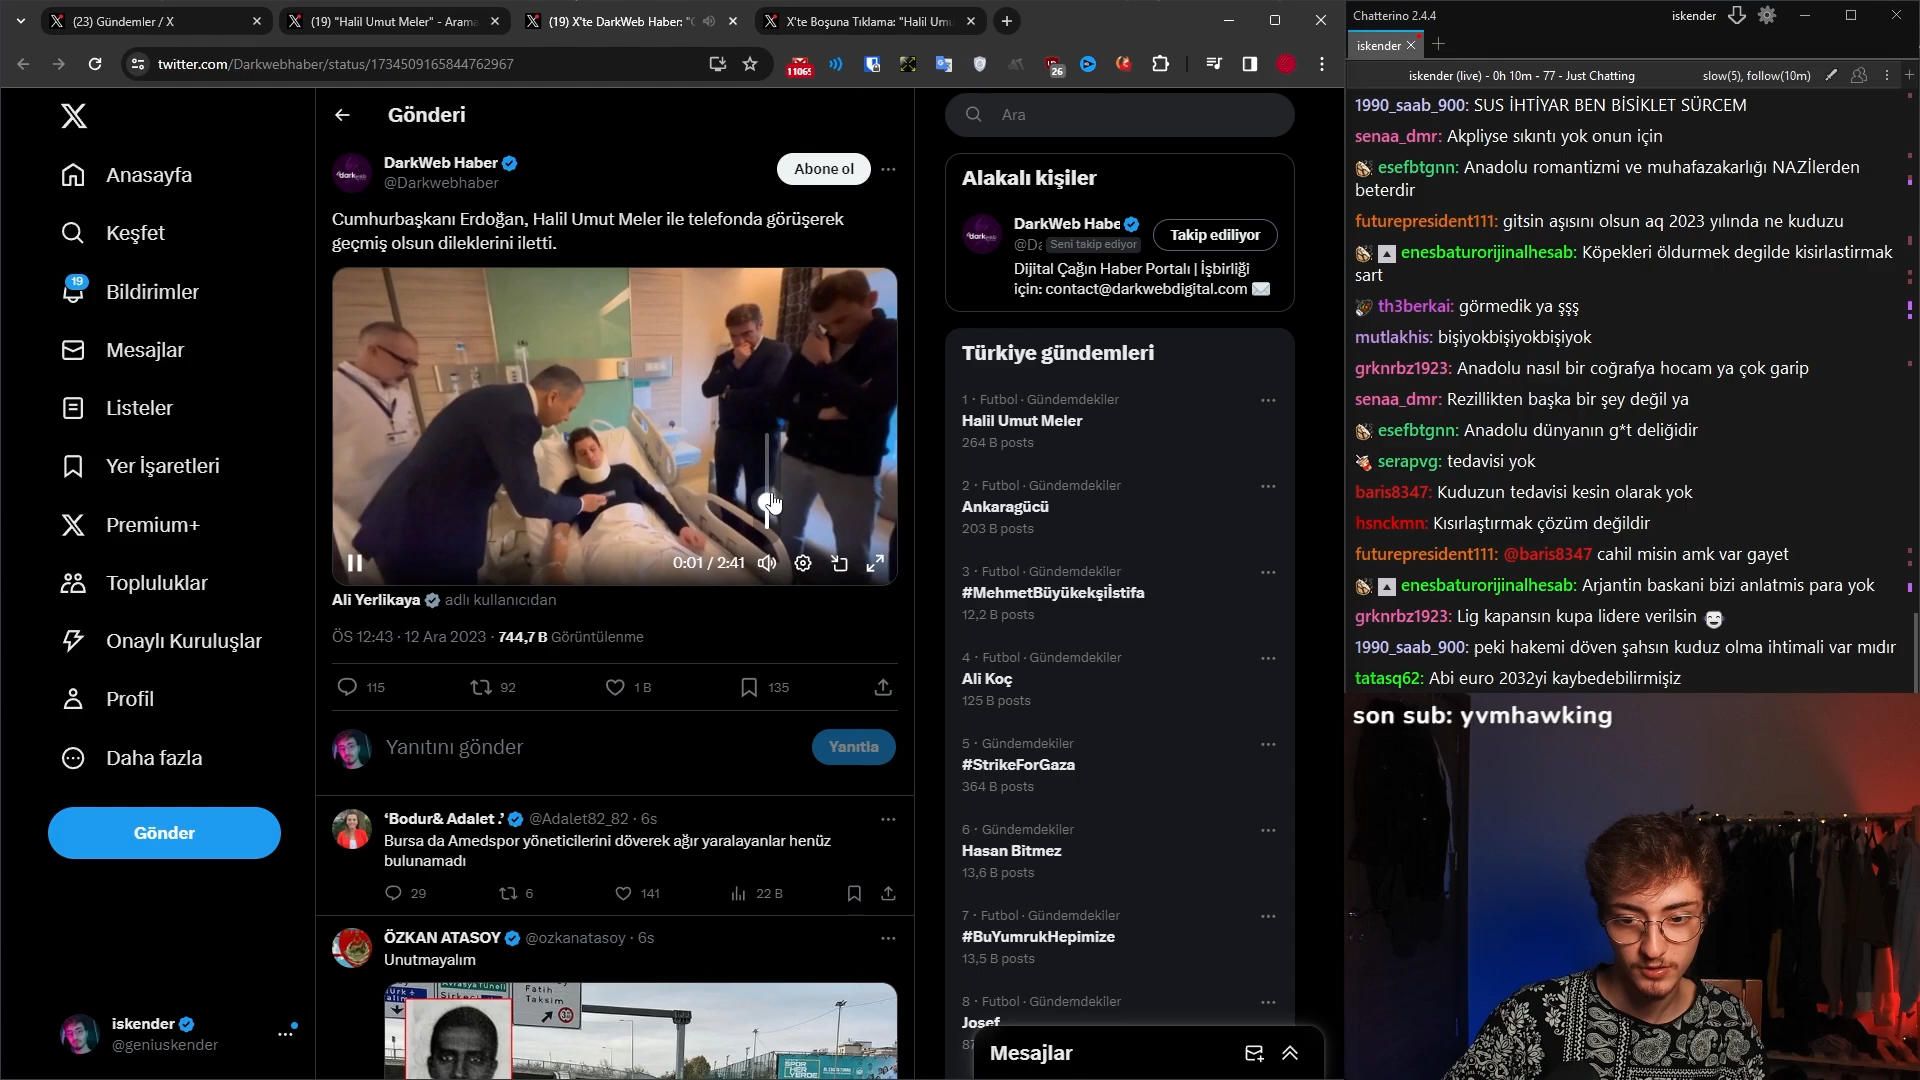 (23) Gündemler / X
(19) "Halil Umut Meler" - Arama
(19) X'te DarkWeb Haber: "C
X'te Boşuna Tıklama: "Halil Umu
twitter.com/Darkwebhaber/status/1734509165844762967
11065
26
Anasayfa
Keşfet
19
Bildirimler
Mesajlar
Listeler
Yer İşaretleri
Premium+
Topluluklar
Onaylı Kuruluşlar
Profil
Daha fazla
Gönder
iskender
@geniuskender
Gönderi
DarkWeb Haber
@Darkwebhaber
Abone ol
Cumhurbaşkanı Erdoğan, Halil Umut Meler ile telefonda görüşerek
geçmiş olsun dileklerini iletti.
0:01 / 2:41
Ali Yerlikaya adlı kullanıcıdan
ÖS 12:43 · 12 Ara 2023 · 744,7 B Görüntülenme
115
92
1 B
135
Yanıtını gönder
Yanıtla
‘Bodur& Adalet .’ @Adalet82_82 · 6s
Bursa da Amedspor yöneticilerini döverek ağır yaralayanlar henüz
bulunamadı
29
6
141
22 B
ÖZKAN ATASOY @ozkanatasoy · 6s
Unutmayalım
Avrasya Tüneli
Sirkeci
Fatih
Taksim
SPOR
HER
YERDE
Ara
Alakalı kişiler
DarkWeb Habe
@Da Seni takip ediyor
Takip ediliyor
Dijital Çağın Haber Portalı | İşbirliği
için: contact@darkwebdigital.com
Türkiye gündemleri
1 · Futbol · Gündemdekiler
Halil Umut Meler
264 B posts
2 · Futbol · Gündemdekiler
Ankaragücü
203 B posts
3 · Futbol · Gündemdekiler
#MehmetBüyükekşiİstifa
12,2 B posts
4 · Futbol · Gündemdekiler
Ali Koç
125 B posts
5 · Gündemdekiler
#StrikeForGaza
364 B posts
6 · Gündemdekiler
Hasan Bitmez
13,6 B posts
7 · Futbol · Gündemdekiler
#BuYumrukHepimize
13,5 B posts
8 · Futbol · Gündemdekiler
Josef
Mesajlar
Chatterino 2.4.4
iskender
iskender
iskender (live) - 0h 10m - 77 - Just Chatting
slow(5), follow(10m)
1990_saab_900: SUS İHTİYAR BEN BİSİKLET SÜRCEM
senaa_dmr: Akpliyse sıkıntı yok onun için
esefbtgnn: Anadolu romantizmi ve muhafazakarlığı NAZİlerden
beterdir
futurepresident111: gitsin aşısını olsun aq 2023 yılında ne kuduzu
enesbaturorijinalhesab: Köpekleri öldurmek degilde kisirlastirmak
sart
th3berkai: görmedik ya şşş
mutlakhis: bişiyokbişiyokbişiyok
grknrbz1923: Anadolu nasıl bir coğrafya hocam ya çok garip
senaa_dmr: Rezillikten başka bir şey değil ya
esefbtgnn: Anadolu dünyanın g*t deliğidir
serapvg: tedavisi yok
baris8347: Kuduzun tedavisi kesin olarak yok
hsnckmn: Kısırlaştırmak çözüm değildir
futurepresident111: @baris8347 cahil misin amk var gayet
enesbaturorijinalhesab: Arjantin baskani bizi anlatmis para yok
grknrbz1923: Lig kapansın kupa lidere verilsin
1990_saab_900: peki hakemi döven şahsın kuduz olma ihtimali var mıdır
tatasq62: Abi euro 2032yi kaybedebilirmişiz
son sub: yvmhawking